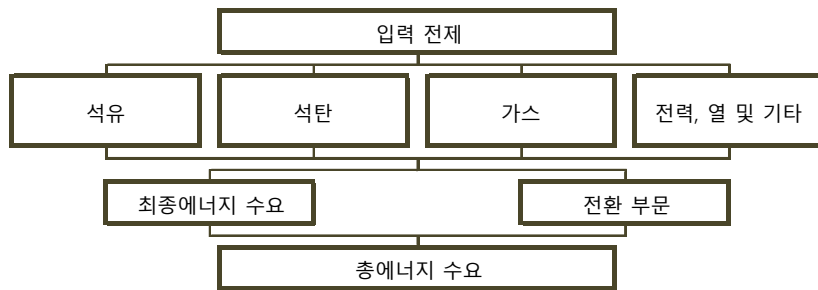 입력 전제
석유
석탄
가스
전력, 열 및 기타
최종에너지 수요
전환 부문
총에너지 수요